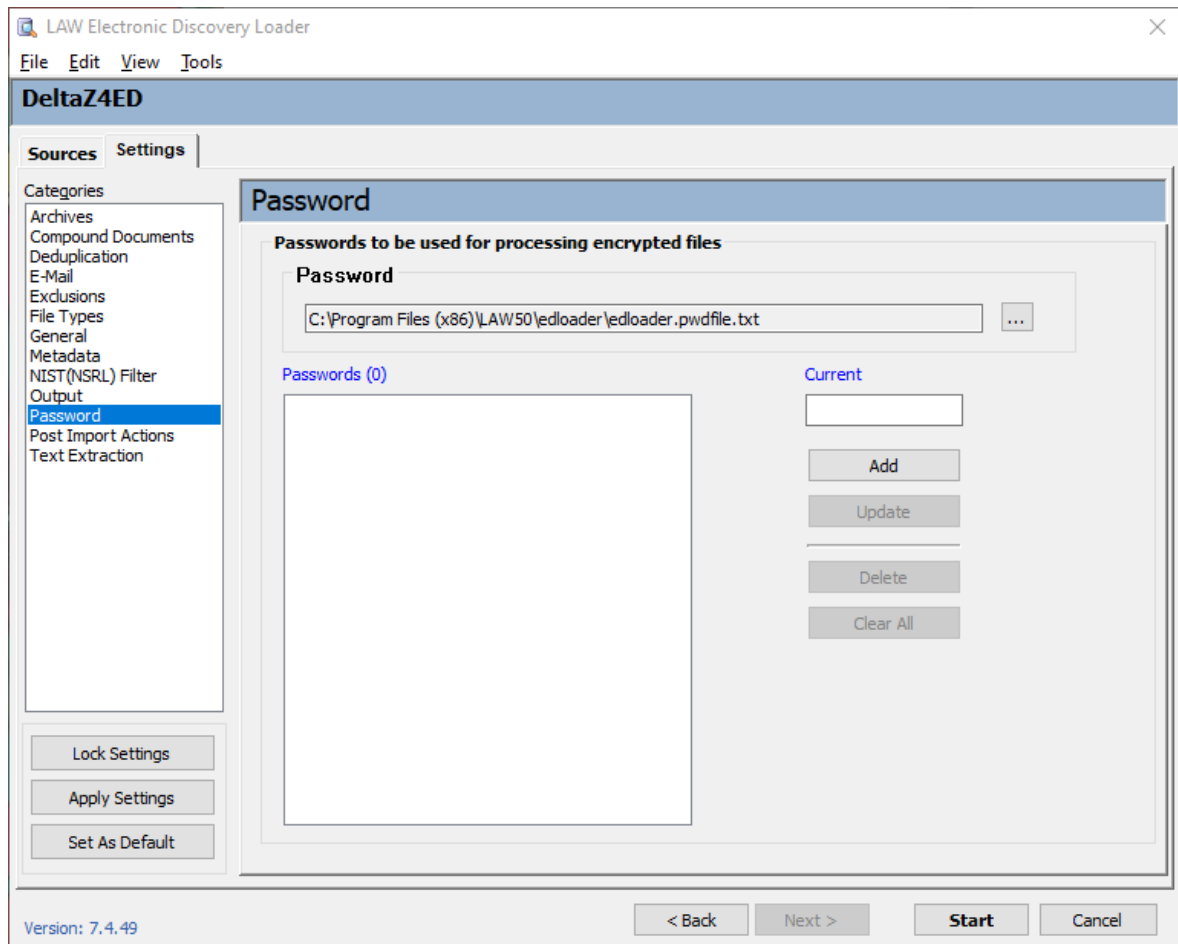 LAW Electronic Discovery Loader
File Edit View Tools
DeltaZ4ED
Sources Settings
Categories
Archives
Compound Documents
Deduplication
E-Mail
Exclusions
File Types
General
Metadata
NIST(NSRL) Filter
Output
Password
Post Import Actions
Text Extraction
Lock Settings
Apply Settings
Set As Default
Password
Passwords to be used for processing encrypted files
Password
C:\Program Files (x86)\LAW50\edloader\edloader.pwdfile.txt ...
Passwords (0)
Current
Add
Update
Delete
Clear All
Version: 7.4.49
< Back Next > Start Cancel